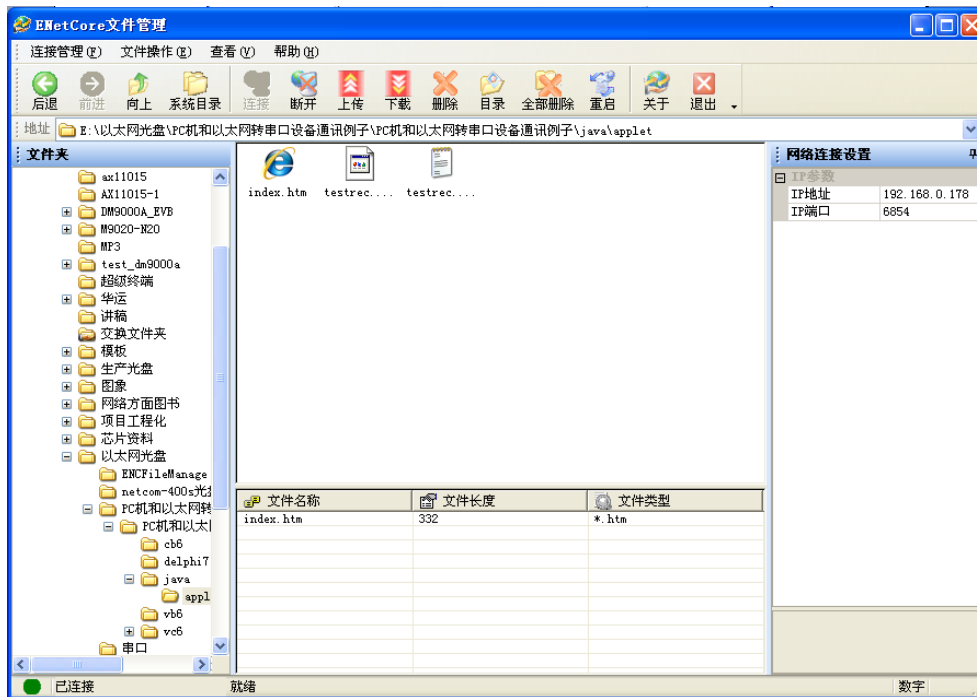 ENetCore文件管理
连接管理(F) 文件操作(E) 查看(V) 帮助(H)
后退 前进 向上 系统目录 连接 断开 上传 下载 删除 目录 全部删除 重启 关于 退出
地址 E:\以太网光盘\PC机和以太网转串口设备通讯例子\PC机和以太网转串口设备通讯例子\java\applet
文件夹
ax11015
AX11015-1
DM9000A_EVB
M9020-N20
MP3
test_dm9000a
超级终端
华运
讲稿
交换文件夹
模板
生产光盘
图象
网络方面图书
项目工程化
芯片资料
以太网光盘
ENCFileManage
netcom-400s光
PC机和以太网转
PC机和以太
cb6
delphi7
java
appl
vb6
vc6
串口
index.htm testrec.... testrec....
文件名称 文件长度 文件类型
index.htm 332 *.htm
网络连接设置
IP参数
IP地址 192.168.0.178
IP端口 6854
已连接 就绪 数字